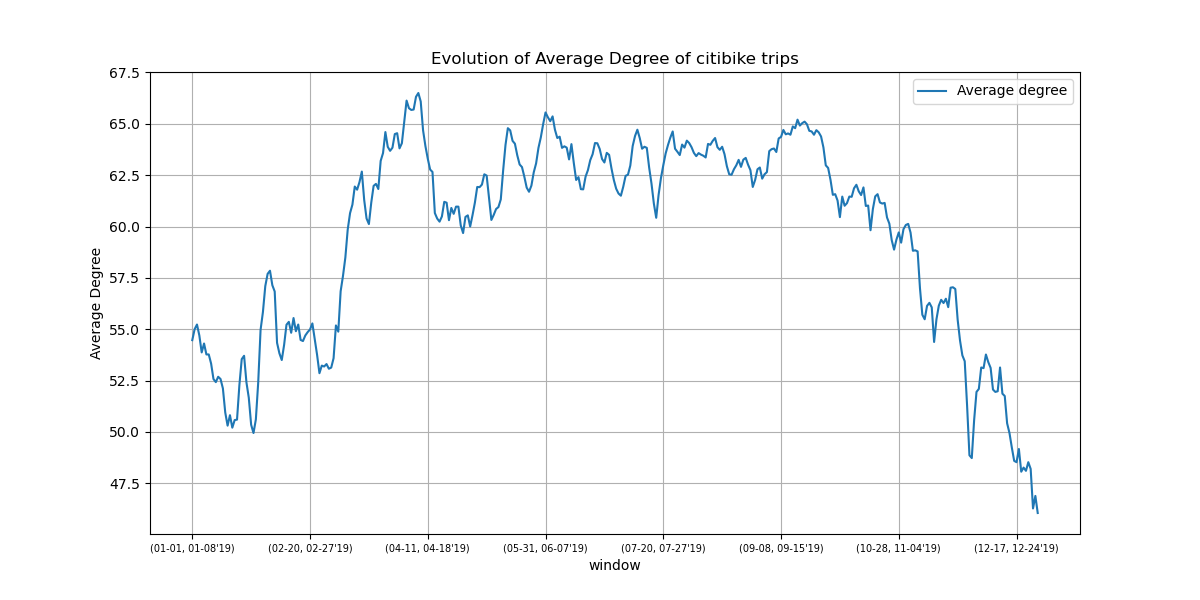 Evolution of Average Degree of citibike trips
Average degree
Average Degree
67.5
65.0
62.5
60.0
57.5
55.0
52.5
50.0
47.5
(01-01, 01-08'19) (02-20, 02-27'19) (04-11, 04-18'19) (05-31, 06-07'19) (07-20, 07-27'19) (09-08, 09-15'19) (10-28, 11-04'19) (12-17, 12-24'19)
window